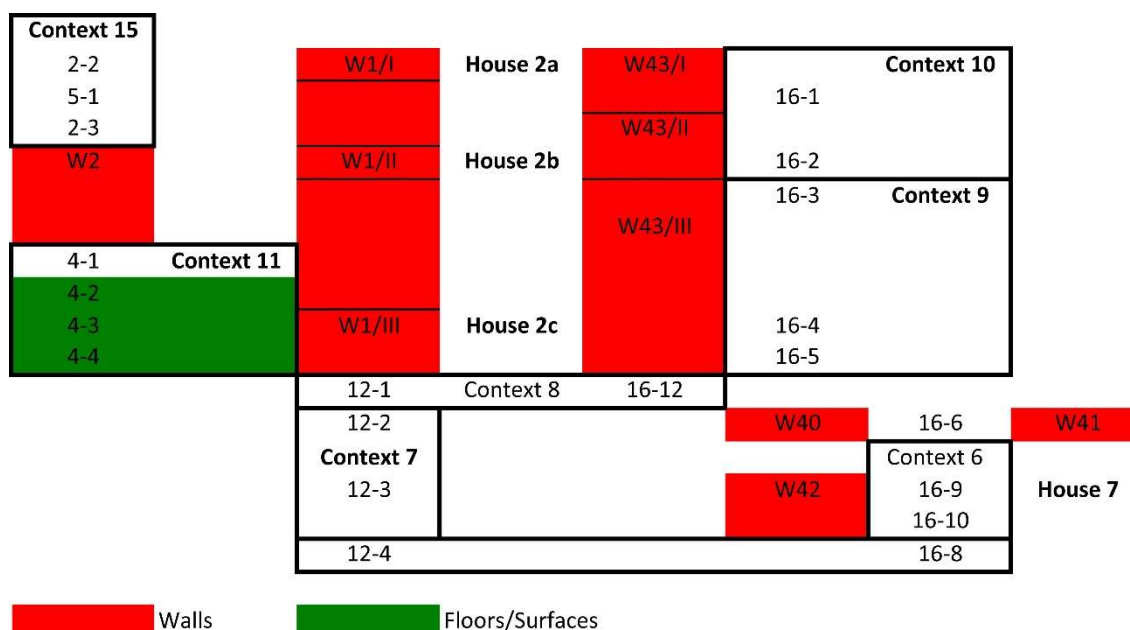 Context 15
2-2 W1/I House 2a W43/I Context 10
5-1 16-1
2-3 W43/II
W2 W1/II House 2b 16-2
16-3 Context 9
W43/III
4-1 Context 11
4-2
4-3 W1/III House 2c 16-4
4-4 16-5
12-1 Context 8 16-12
12-2 W40 16-6 W41
Context 7 Context 6
12-3 W42 16-9 House 7
16-10
12-4 16-8
Walls Floors/Surfaces